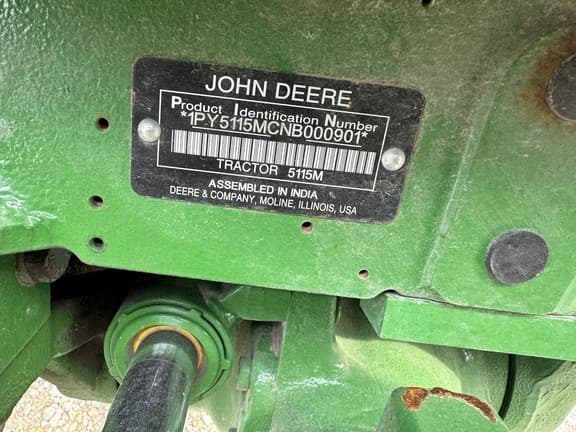 JOHN DEERE
Product Identification Number
*1PY5115MCNB000901*
TRACTOR 5115M
ASSEMBLED IN INDIA
DEERE & COMPANY, MOLINE, ILLINOIS, USA